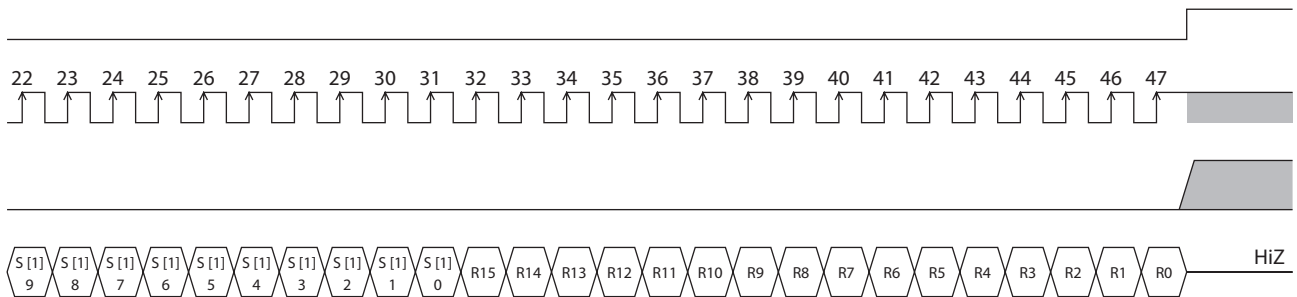 22 23 24 25 26 27 28 29 30 31 32 33 34 35 36 37 38 39 40 41 42 43 44 45 46 47
HiZ
S [1] S [1] S [1] S [1] S [1] S [1] S [1] S [1] S [1] S [1] R15 R14 R13 R12 R11 R10 R9 R8 R7 R6 R5 R4 R3 R2 R1 R0
9 8 7 6 5 4 3 2 1 0